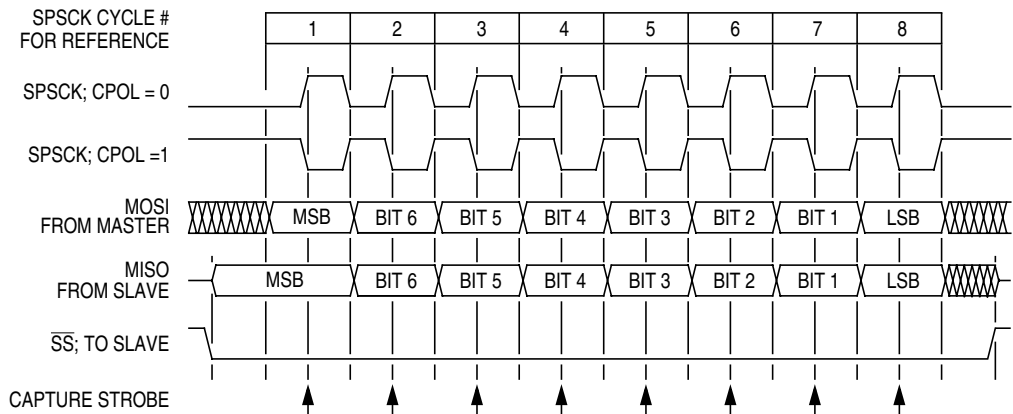 SPSCK CYCLE #
FOR REFERENCE
1 2 3 4 5 6 7 8
SPSCK; CPOL = 0
SPSCK; CPOL =1
MOSI
FROM MASTER
MSB BIT 6 BIT 5 BIT 4 BIT 3 BIT 2 BIT 1 LSB
MISO
FROM SLAVE
MSB BIT 6 BIT 5 BIT 4 BIT 3 BIT 2 BIT 1 LSB
SS; TO SLAVE
CAPTURE STROBE